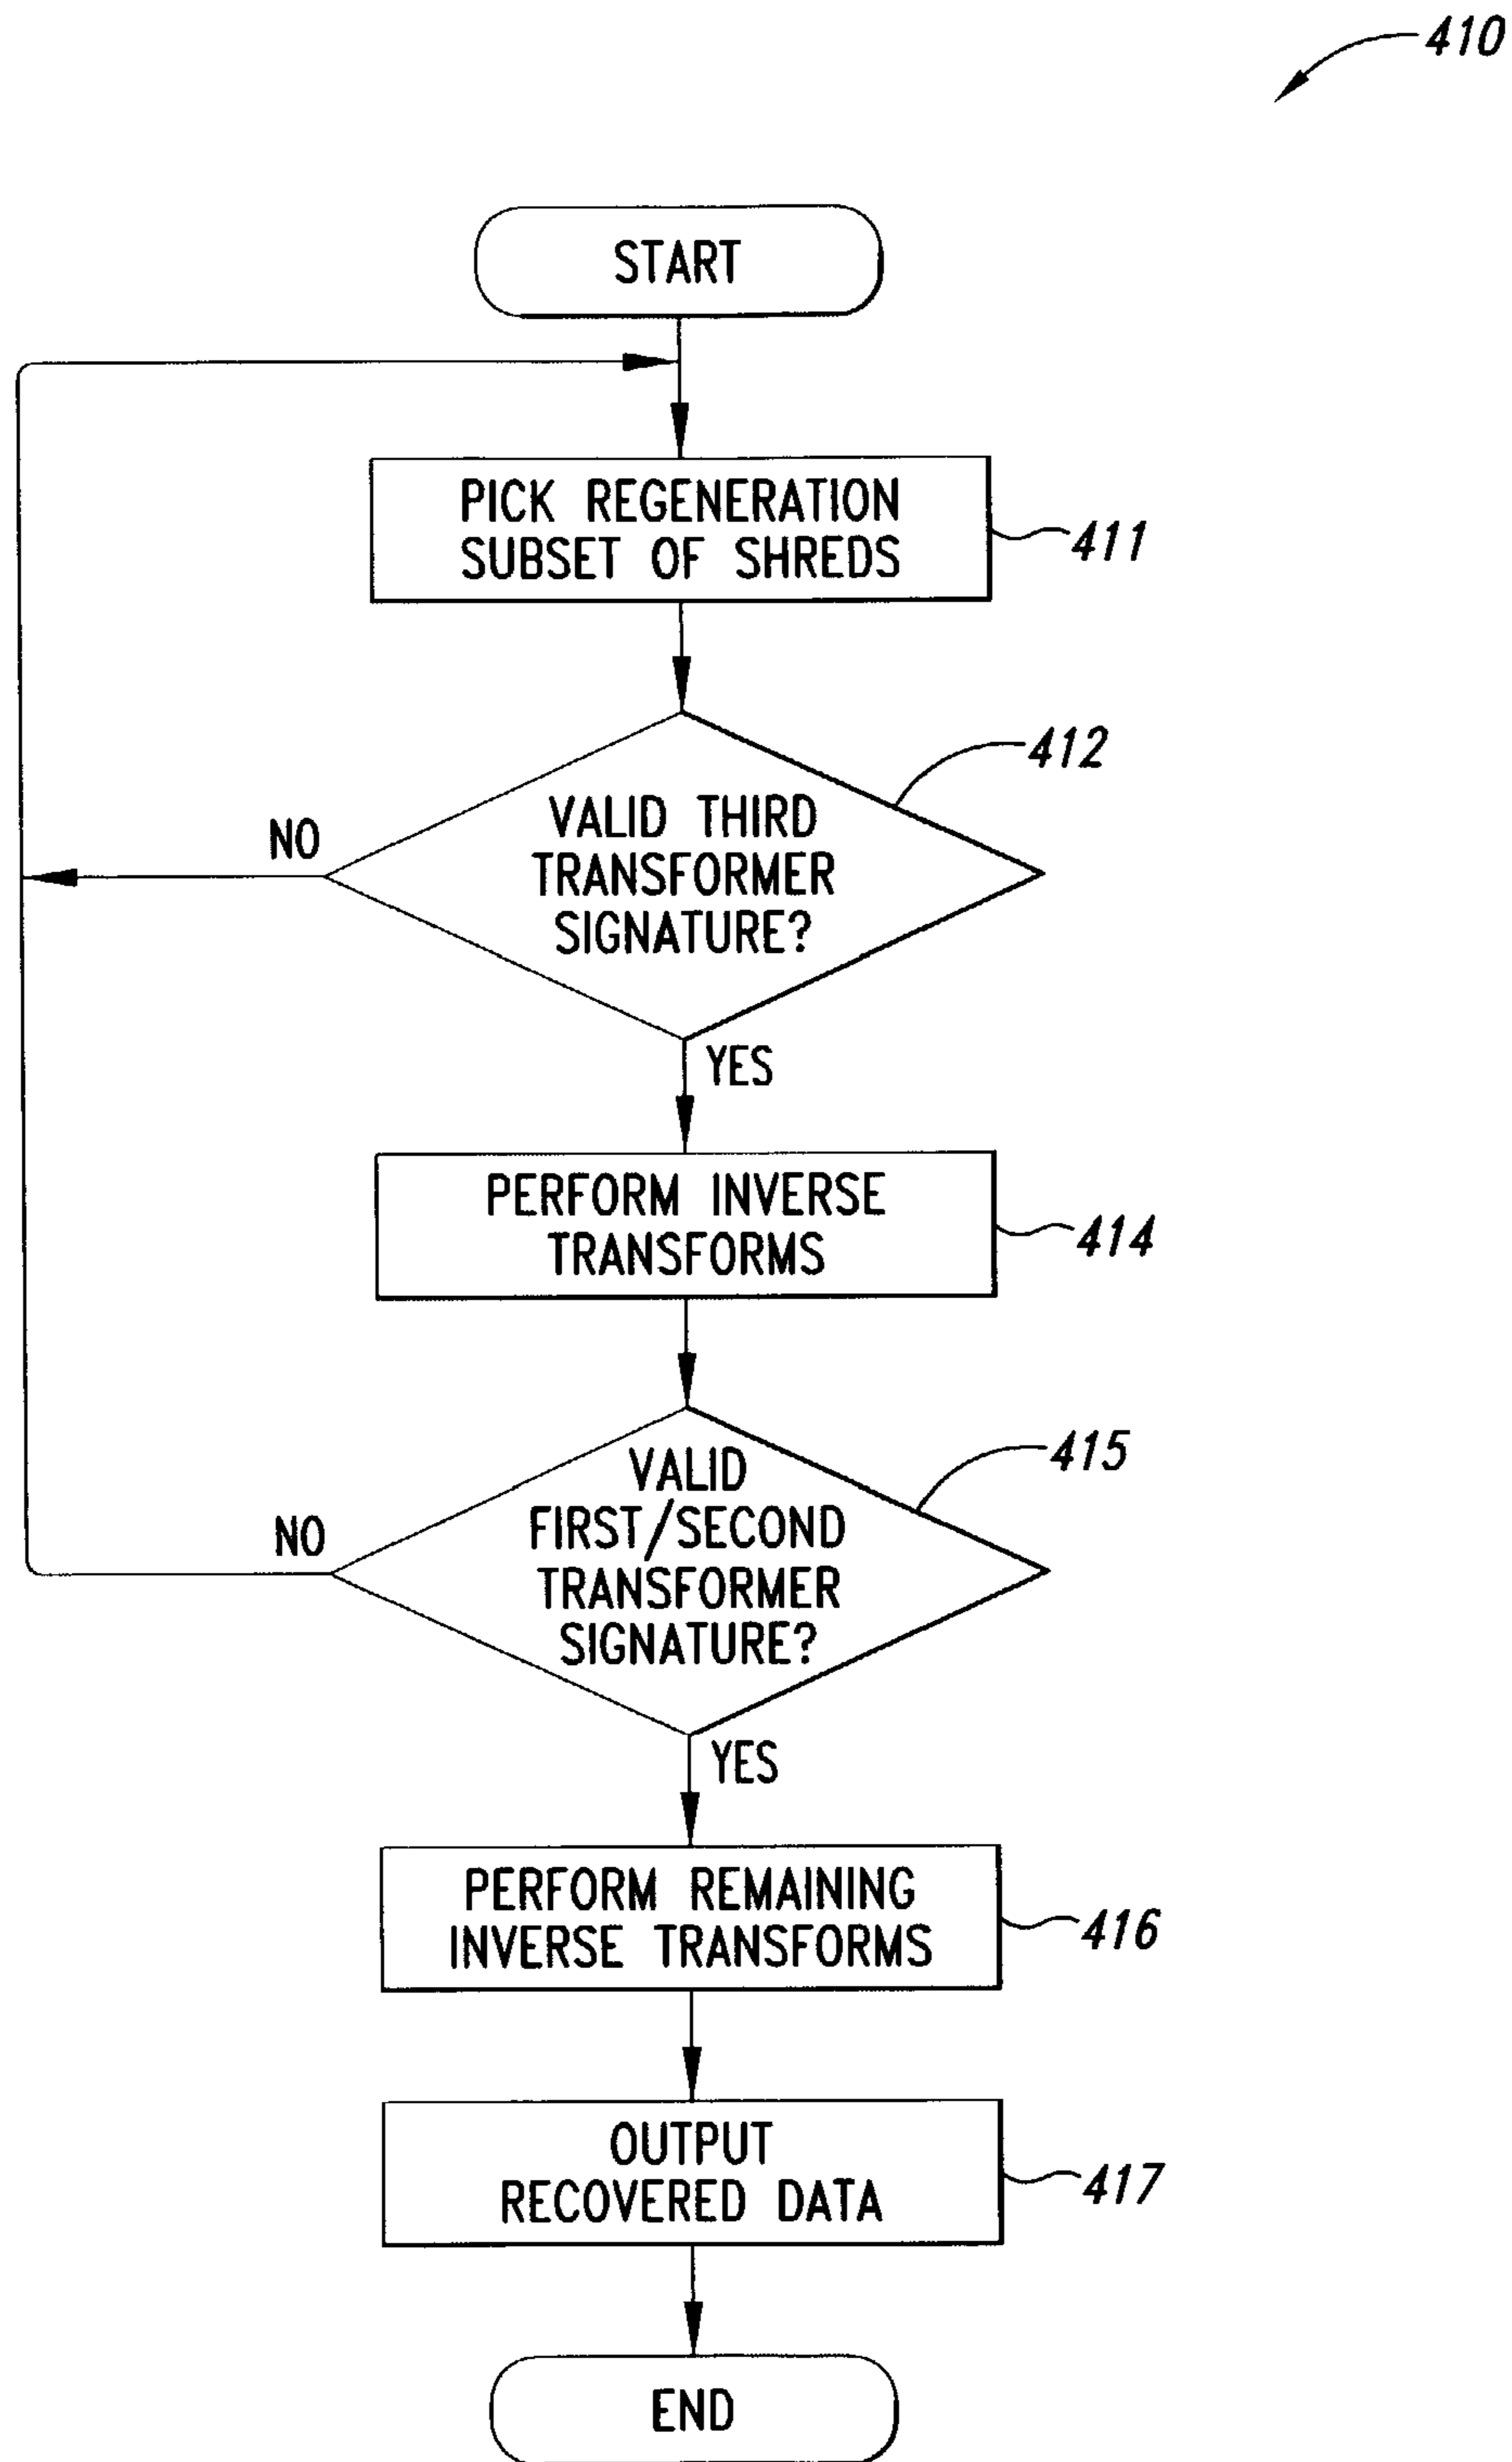 410
START
PICK REGENERATION
SUBSET OF SHREDS
411
412
VALID THIRD
TRANSFORMER
SIGNATURE?
NO
YES
PERFORM INVERSE
TRANSFORMS
414
415
VALID
FIRST/SECOND
TRANSFORMER
SIGNATURE?
NO
YES
PERFORM REMAINING
INVERSE TRANSFORMS
416
OUTPUT
RECOVERED DATA
417
END